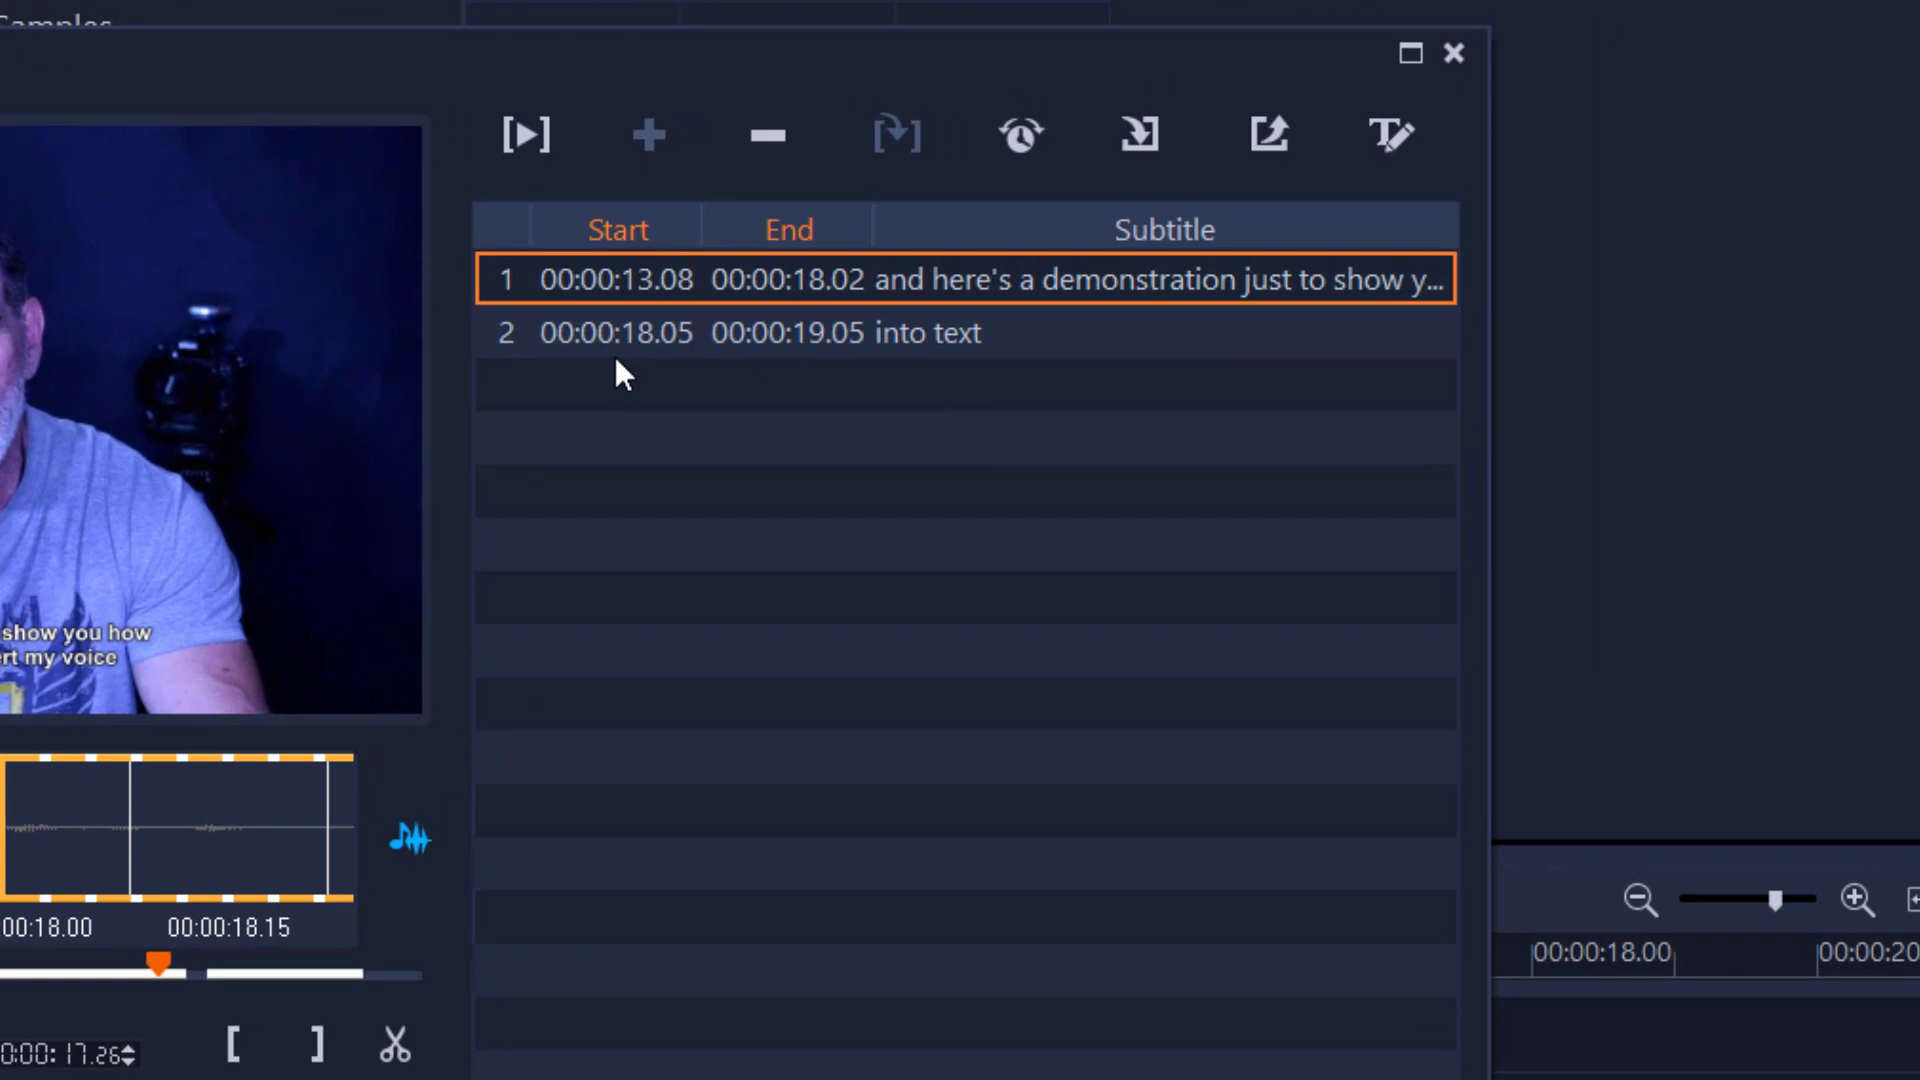 Samples
Start End Subtitle
1 00:00:13.08 00:00:18.02 and here's a demonstration just to show y...
2 00:00:18.05 00:00:19.05 into text
show you how
rt my voice
00:18.00 00:00:18.15
00:00:18.00 00:00:20
0:00:17.26